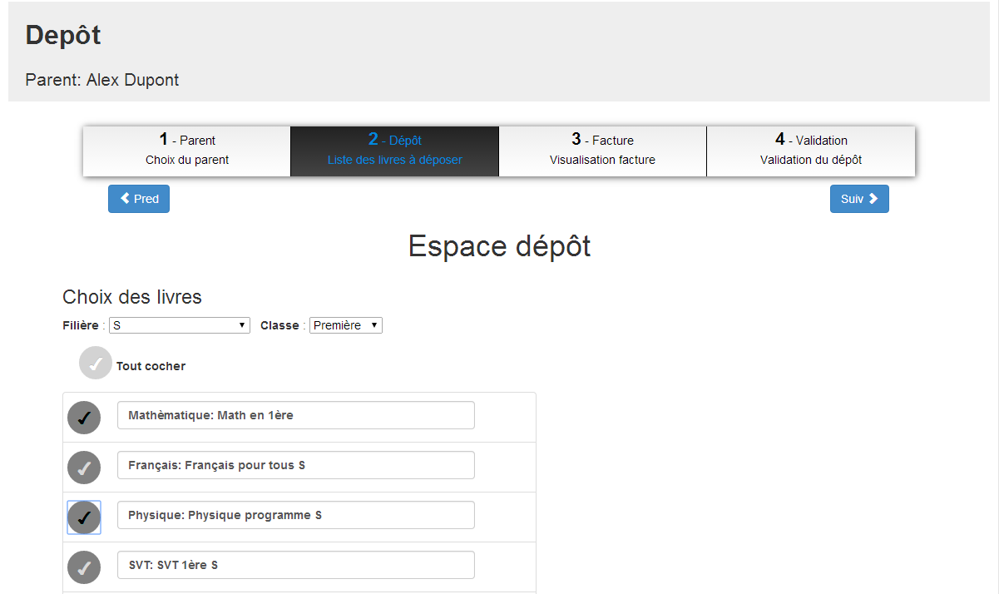 Depôt
Parent: Alex Dupont
1 - Parent
Choix du parent
2 - Dépôt
Liste des livres à déposer
3 - Facture
Visualisation facture
4 - Validation
Validation du dépôt
Pred
Suiv
Espace dépôt
Choix des livres
Filière : S Classe : Première
Tout cocher
Mathèmatique: Math en 1ère
Français: Français pour tous S
Physique: Physique programme S
SVT: SVT 1ère S